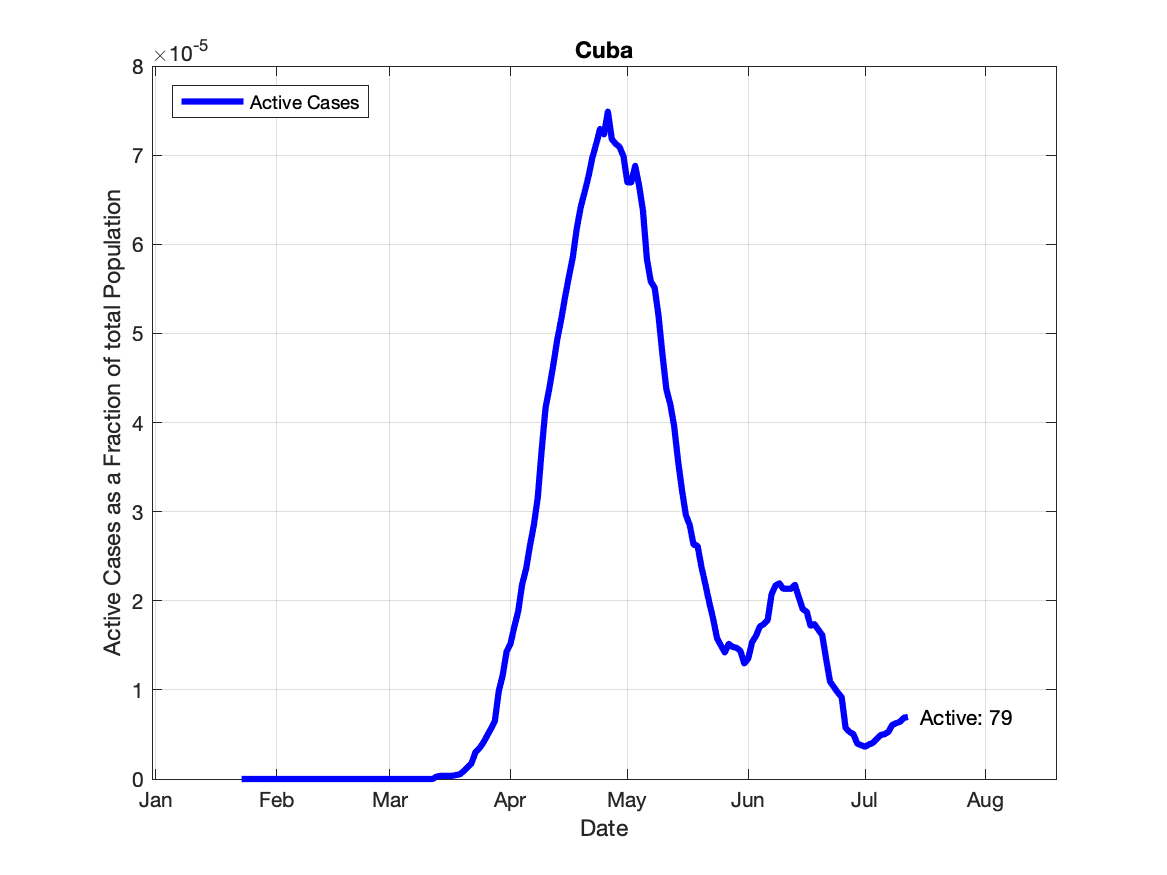 Cuba
×10-5
8
7
6
5
4
3
2
1
0
Active Cases as a Fraction of total Population
Active Cases
Active: 79
Jan Feb Mar Apr May Jun Jul Aug
Date